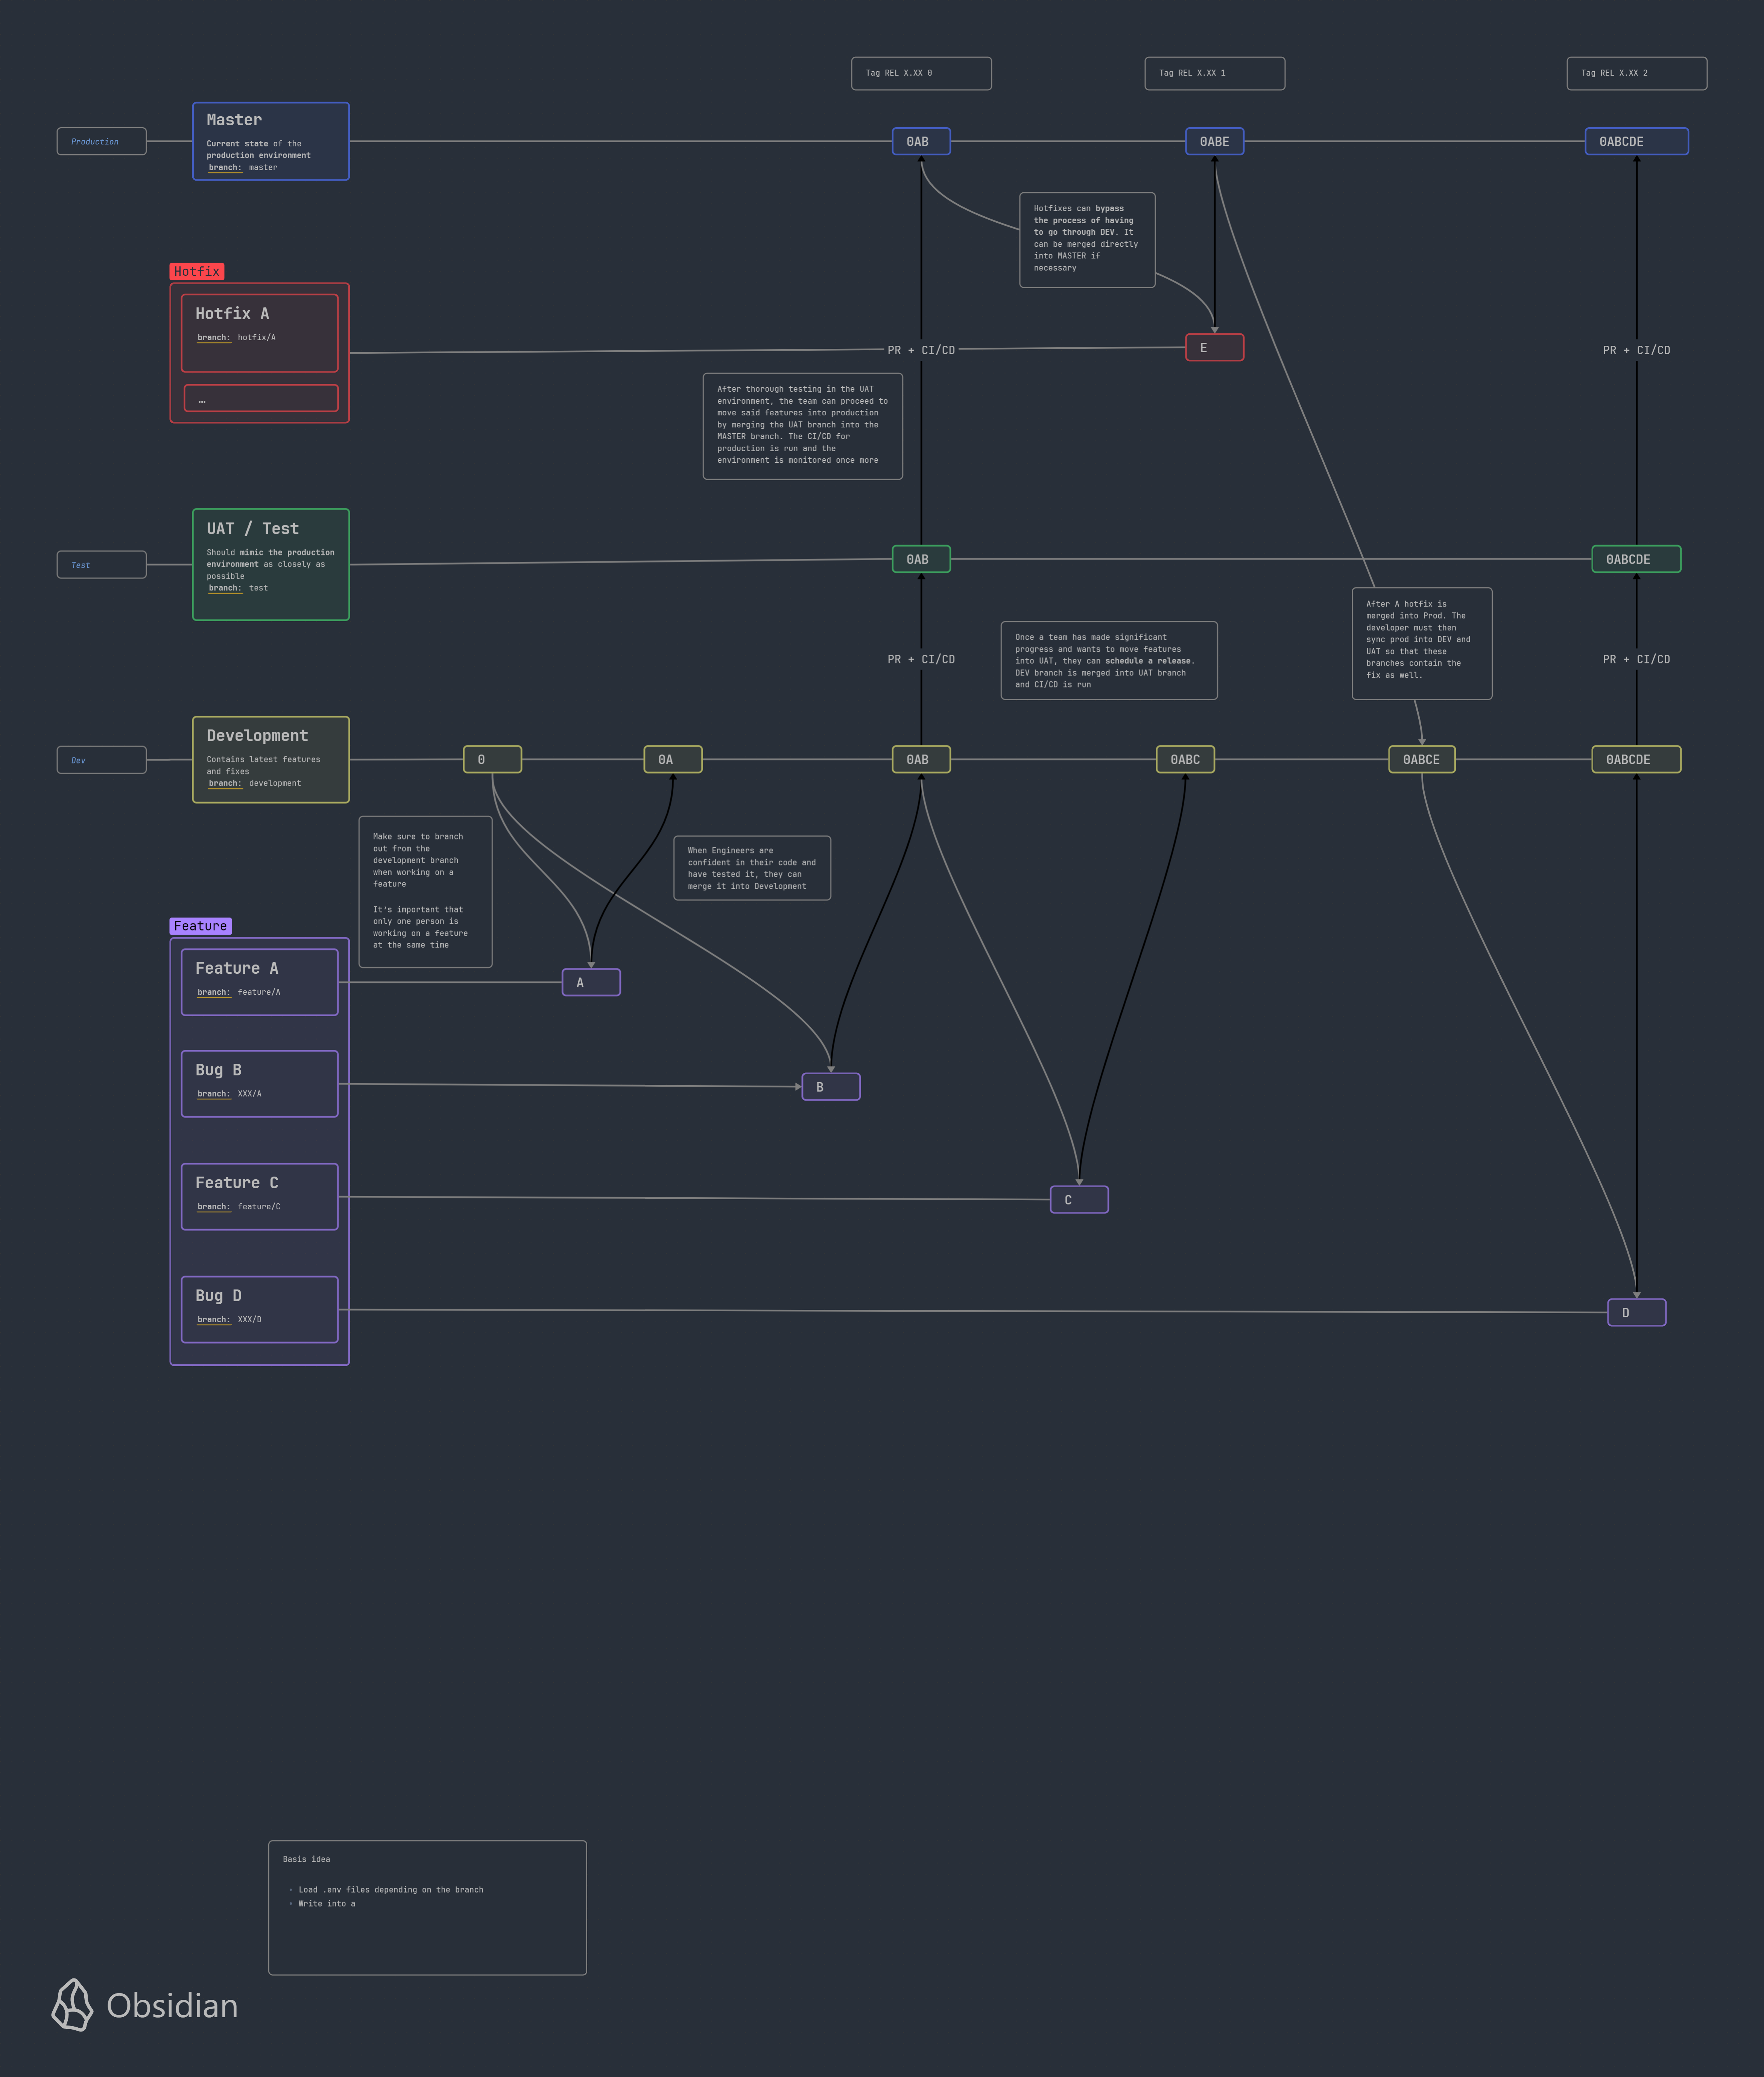 Tag REL X.XX 0
Tag REL X.XX 1
Tag REL X.XX 2
Production
Master
Current state of the
production environment
branch: master
0AB
0ABE
0ABCDE
Hotfixes can bypass
the process of having
to go through DEV. It
can be merged directly
into MASTER if
necessary
Hotfix
Hotfix A
branch: hotfix/A
…
PR + CI/CD
E
PR + CI/CD
After thorough testing in the UAT
environment, the team can proceed to
move said features into production
by merging the UAT branch into the
MASTER branch. The CI/CD for
production is run and the
environment is monitored once more
Test
UAT / Test
Should mimic the production
environment as closely as
possible
branch: test
0AB
0ABCDE
PR + CI/CD
Once a team has made significant
progress and wants to move features
into UAT, they can schedule a release.
DEV branch is merged into UAT branch
and CI/CD is run
After A hotfix is
merged into Prod. The
developer must then
sync prod into DEV and
UAT so that these
branches contain the
fix as well.
PR + CI/CD
Dev
Development
Contains latest features
and fixes
branch: development
0
0A
0AB
0ABC
0ABCE
0ABCDE
Make sure to branch
out from the
development branch
when working on a
feature
It's important that
only one person is
working on a feature
at the same time
When Engineers are
confident in their code and
have tested it, they can
merge it into Development
Feature
Feature A
branch: feature/A
A
Bug B
branch: XXX/A
B
Feature C
branch: feature/C
C
Bug D
branch: XXX/D
D
Basis idea
• Load .env files depending on the branch
• Write into a
Obsidian